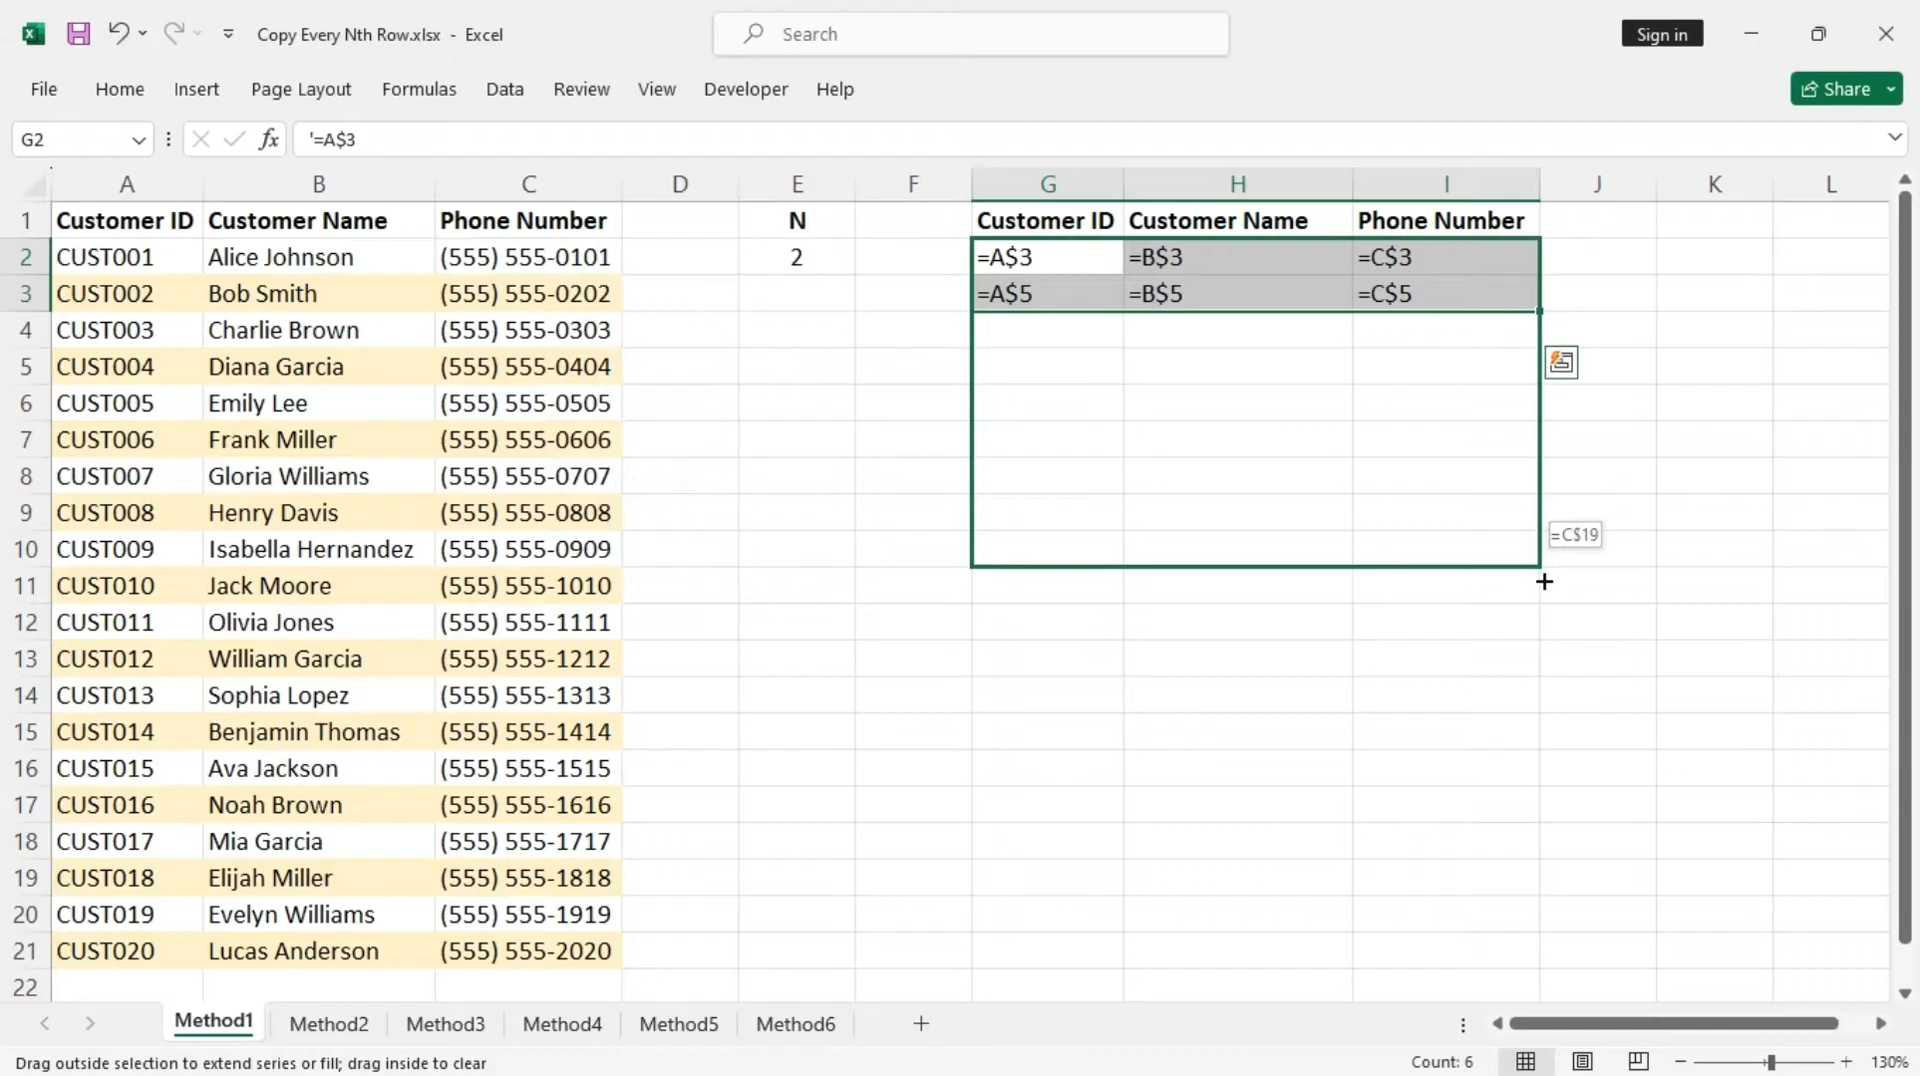 Copy Every Nth Row.xlsx - Excel
Search
Sign in
File Home Insert Page Layout Formulas Data Review View Developer Help
Share
G2 fx '=A$3
A B C D E F G H I J K L
1 Customer ID Customer Name Phone Number N Customer ID Customer Name Phone Number
2 CUST001 Alice Johnson (555) 555-0101 2 =A$3 =B$3 =C$3
3 CUST002 Bob Smith (555) 555-0202 =A$5 =B$5 =C$5
4 CUST003 Charlie Brown (555) 555-0303
5 CUST004 Diana Garcia (555) 555-0404
6 CUST005 Emily Lee (555) 555-0505
7 CUST006 Frank Miller (555) 555-0606
8 CUST007 Gloria Williams (555) 555-0707
9 CUST008 Henry Davis (555) 555-0808
=C$19
10 CUST009 Isabella Hernandez (555) 555-0909
11 CUST010 Jack Moore (555) 555-1010
12 CUST011 Olivia Jones (555) 555-1111
13 CUST012 William Garcia (555) 555-1212
14 CUST013 Sophia Lopez (555) 555-1313
15 CUST014 Benjamin Thomas (555) 555-1414
16 CUST015 Ava Jackson (555) 555-1515
17 CUST016 Noah Brown (555) 555-1616
18 CUST017 Mia Garcia (555) 555-1717
19 CUST018 Elijah Miller (555) 555-1818
20 CUST019 Evelyn Williams (555) 555-1919
21 CUST020 Lucas Anderson (555) 555-2020
22
Method1 Method2 Method3 Method4 Method5 Method6
Drag outside selection to extend series or fill; drag inside to clear Count: 6 130%